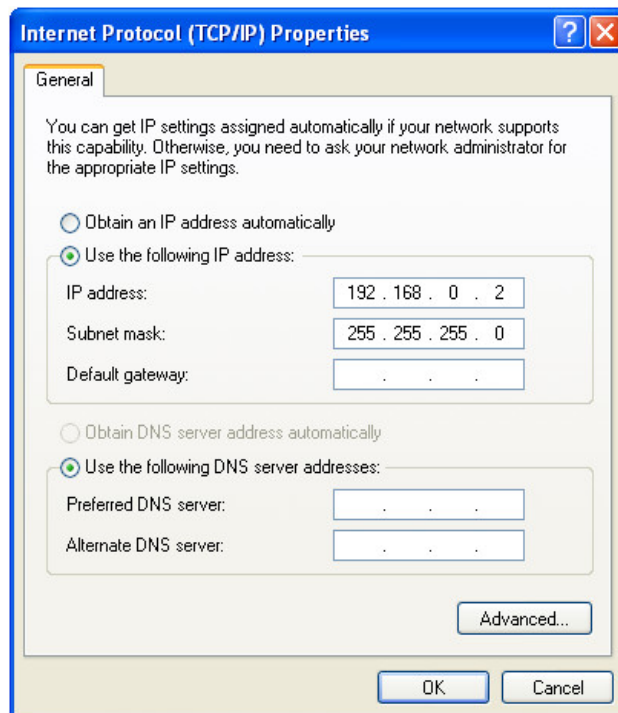 Internet Protocol (TCP/IP) Properties
General
You can get IP settings assigned automatically if your network supports
this capability. Otherwise, you need to ask your network administrator for
the appropriate IP settings.
Obtain an IP address automatically
Use the following IP address:
IP address: 192 . 168 . 0 . 2
Subnet mask: 255 . 255 . 255 . 0
Default gateway: . . .
Obtain DNS server address automatically
Use the following DNS server addresses:
Preferred DNS server: . . .
Alternate DNS server: . . .
Advanced...
OK Cancel